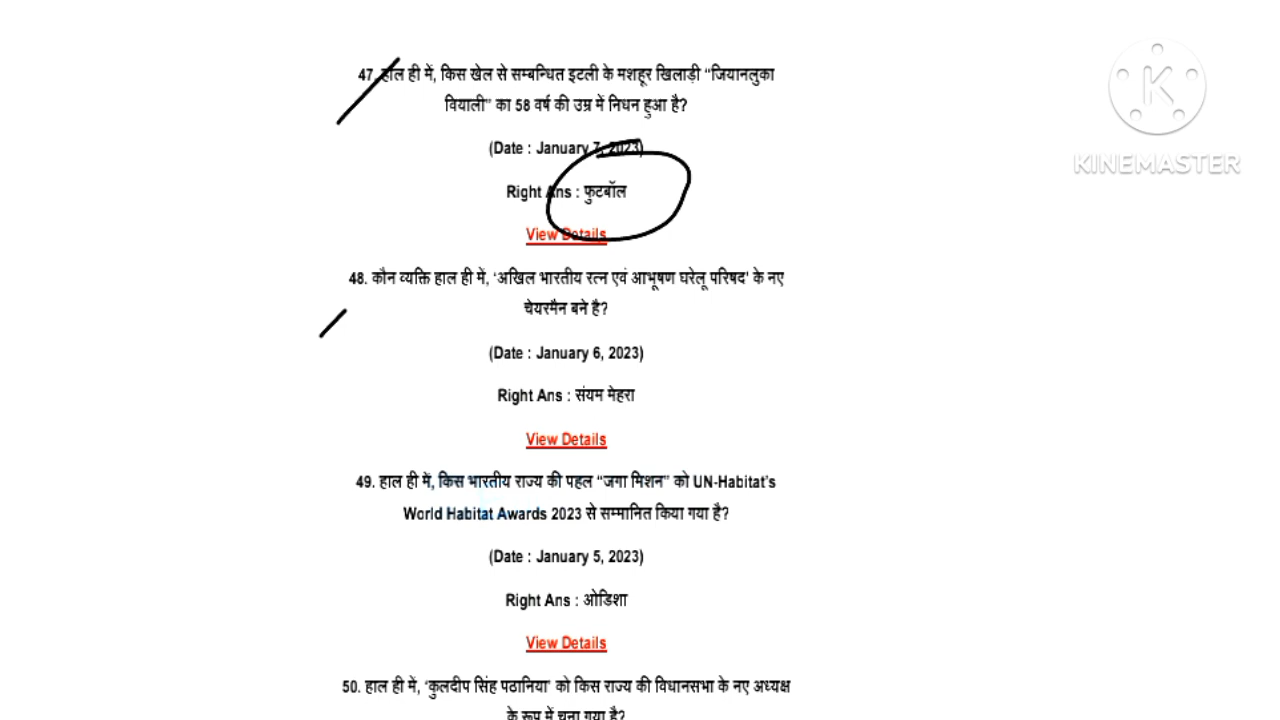 47. हाल ही में, किस खेल से सम्बन्धित इटली के मशहूर खिलाड़ी "जियानलुका
वियाली" का 58 वर्ष की उम्र में निधन हुआ है?
(Date : January 7, 2023)
Right Ans : फुटबॉल
View Details
48. कौन व्यक्ति हाल ही में, 'अखिल भारतीय रत्न एवं आभूषण घरेलू परिषद' के नए
चेयरमैन बने है?
(Date : January 6, 2023)
Right Ans : संयम मेहरा
View Details
49. हाल ही में, किस भारतीय राज्य की पहल "जगा मिशन" को UN-Habitat's
World Habitat Awards 2023 से सम्मानित किया गया है?
(Date : January 5, 2023)
Right Ans : ओडिशा
View Details
50. हाल ही में, 'कुलदीप सिंह पठानिया' को किस राज्य की विधानसभा के नए अध्यक्ष
के रूप में चुना गया है?
K
KINEMASTER